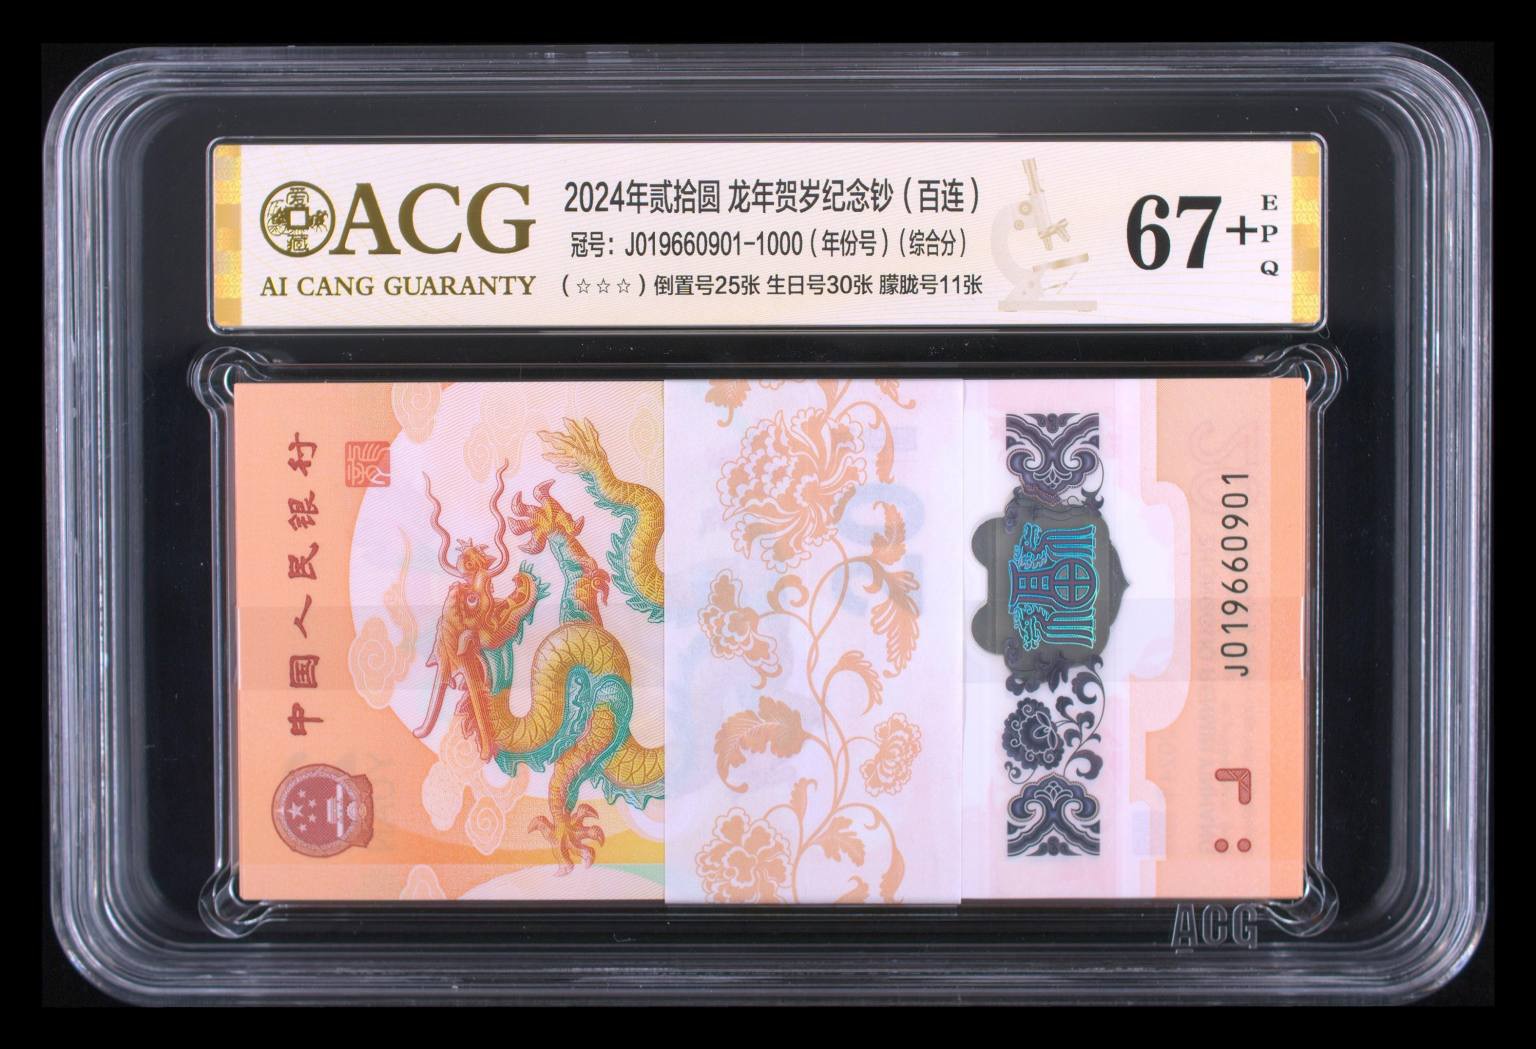 ACG
AI CANG GUARANTY
2024年贰拾圆 龙年贺岁纪念钞（百连）
冠号：J019660901-1000（年份号）（综合分）
（☆☆☆）倒置号25张 生日号30张 朦胧号11张
67+
EPQ
中国人民银行
J019660901
ACG